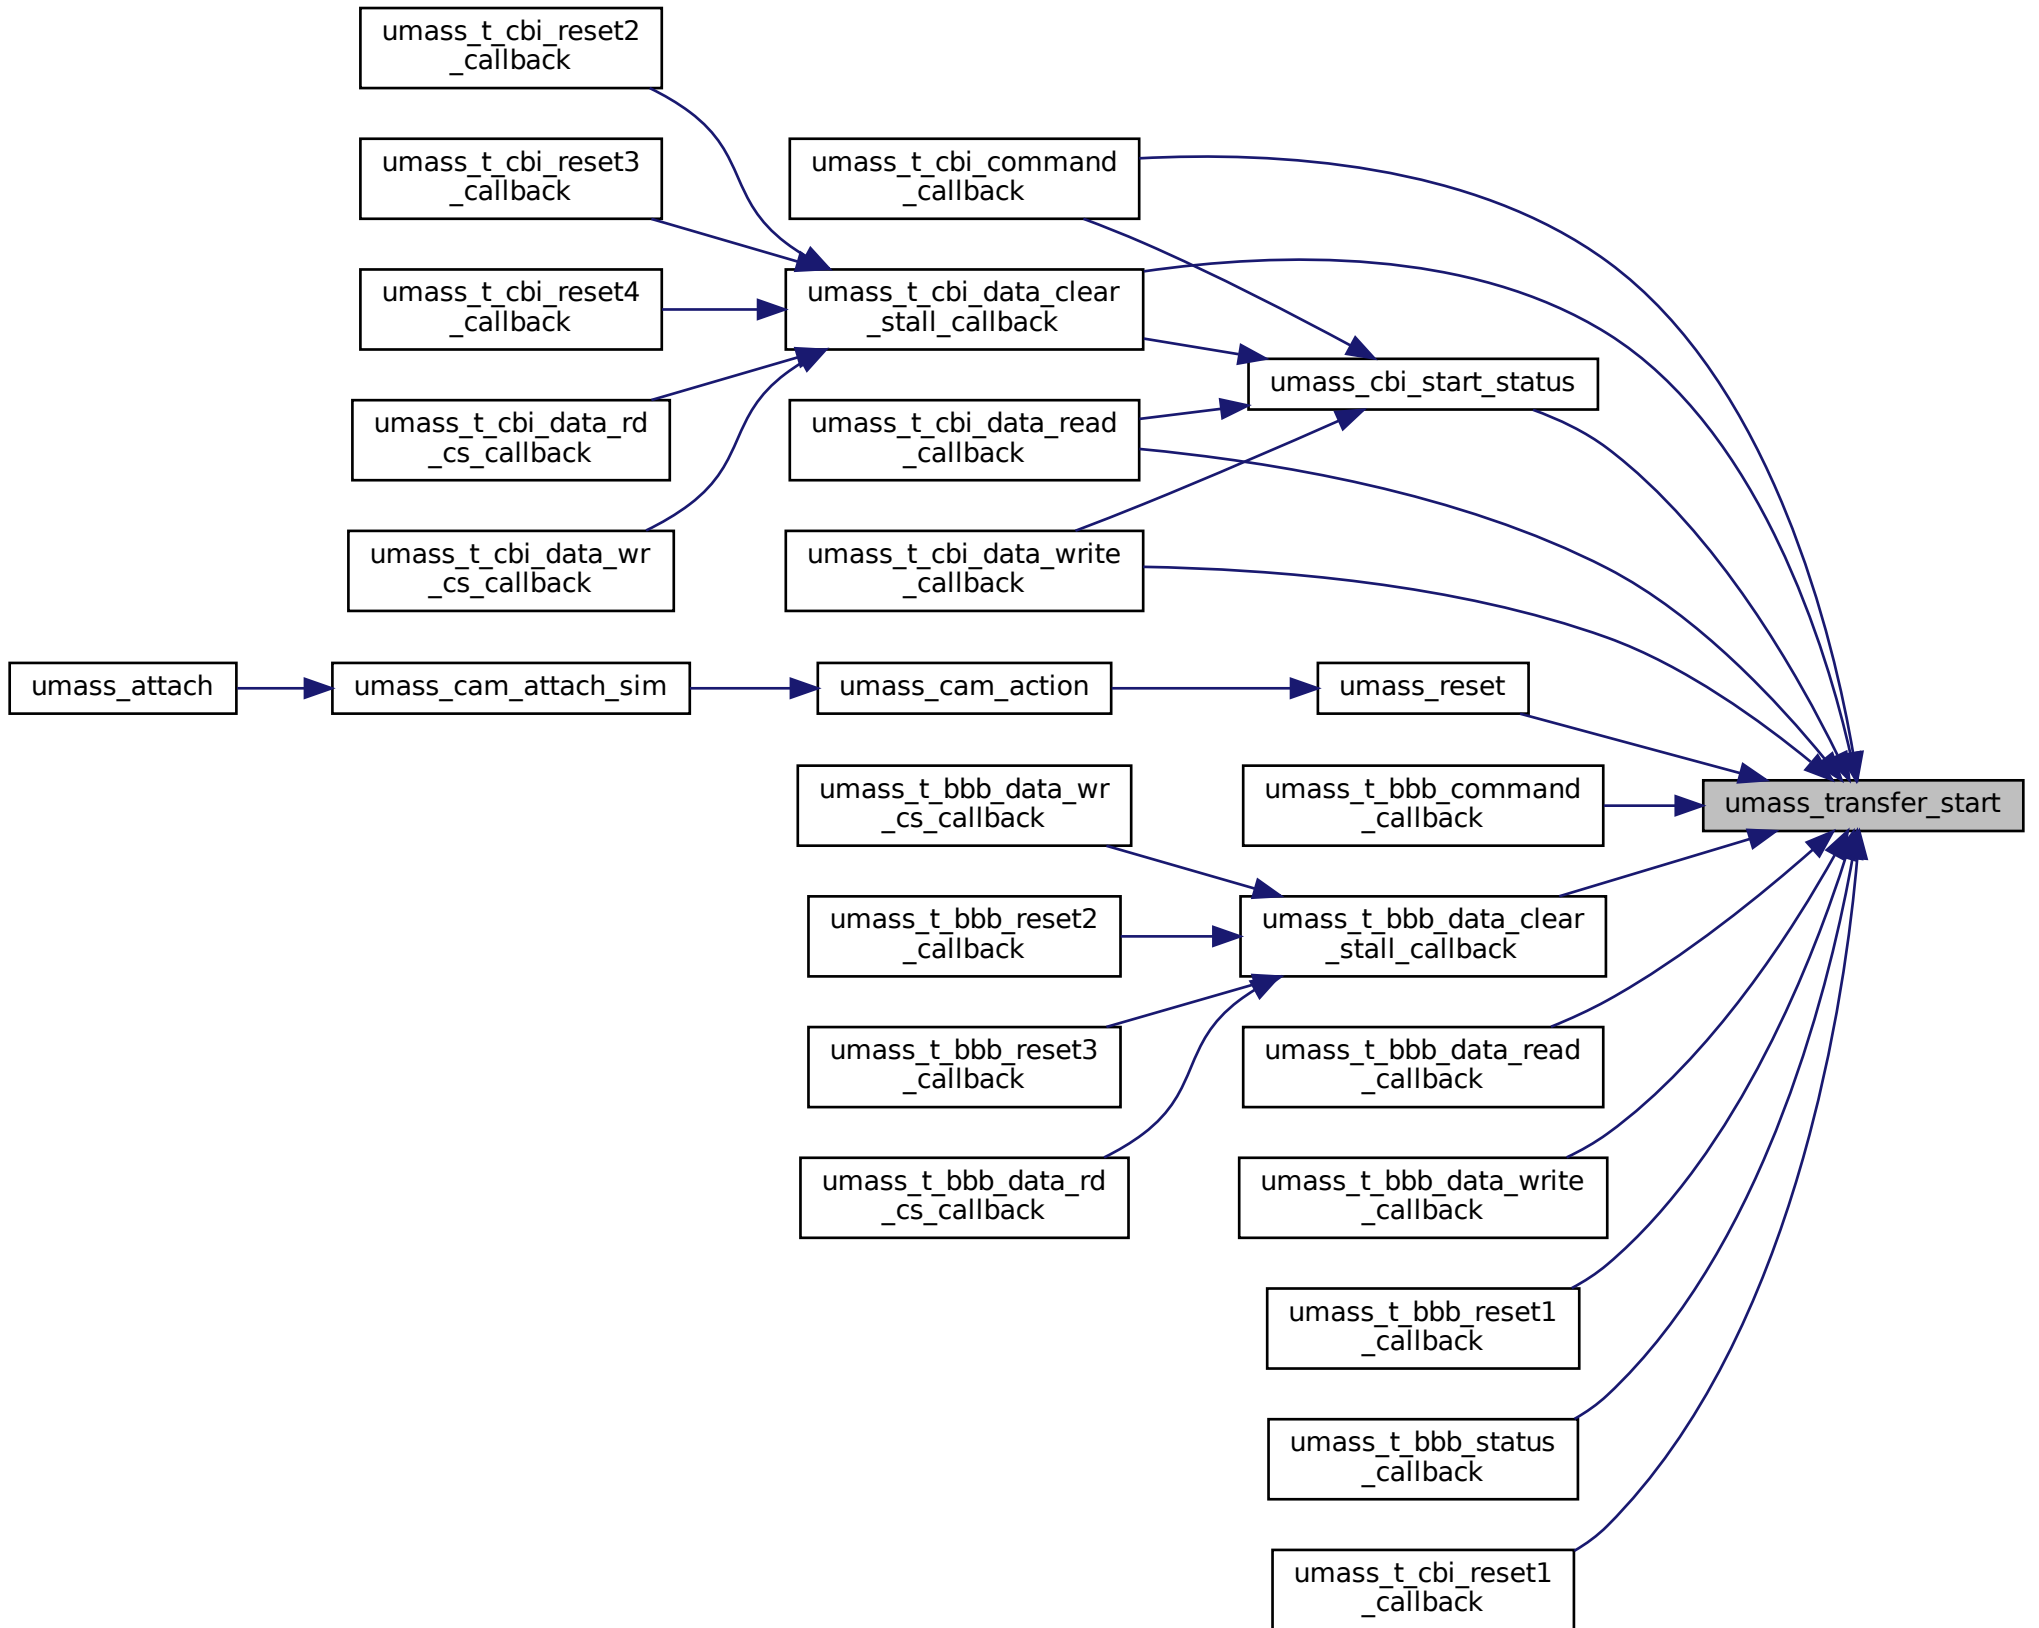 umass_t_cbi_reset2
_callback
umass_t_cbi_reset3
_callback
umass_t_cbi_command
_callback
umass_t_cbi_reset4
_callback
umass_t_cbi_data_clear
_stall_callback
umass_cbi_start_status
umass_t_cbi_data_rd
_cs_callback
umass_t_cbi_data_read
_callback
umass_t_cbi_data_wr
_cs_callback
umass_t_cbi_data_write
_callback
umass_attach
umass_cam_attach_sim
umass_cam_action
umass_reset
umass_t_bbb_data_wr
_cs_callback
umass_t_bbb_command
_callback
umass_transfer_start
umass_t_bbb_reset2
_callback
umass_t_bbb_data_clear
_stall_callback
umass_t_bbb_reset3
_callback
umass_t_bbb_data_read
_callback
umass_t_bbb_data_rd
_cs_callback
umass_t_bbb_data_write
_callback
umass_t_bbb_reset1
_callback
umass_t_bbb_status
_callback
umass_t_cbi_reset1
_callback